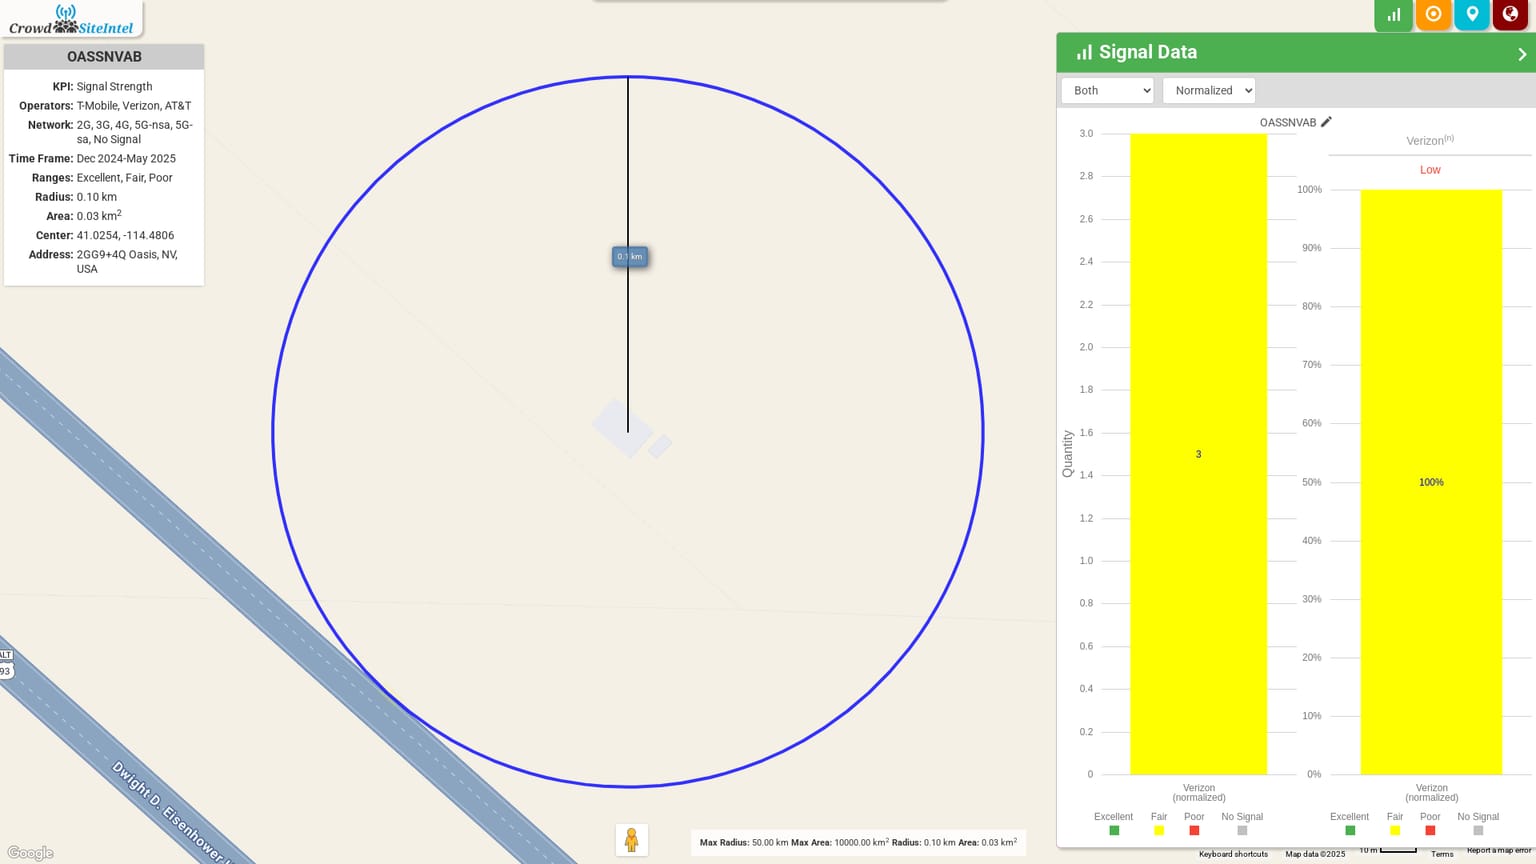 CrowdSiteIntel
OASSNVAB
KPI: Signal Strength
Operators: T-Mobile, Verizon, AT&T
Network: 2G, 3G, 4G, 5G-nsa, 5G-
sa, No Signal
Time Frame: Dec 2024-May 2025
Ranges: Excellent, Fair, Poor
Radius: 0.10 km
Area: 0.03 km²
Center: 41.0254, -114.4806
Address: 2GG9+4Q Oasis, NV,
USA
0.1 km
ALT
93
Dwight D. Eisenhower
Google
Max Radius: 50.00 km Max Area: 10000.00 km² Radius: 0.10 km Area: 0.03 km²
Signal Data
Both
Normalized
OASSNVAB
Quantity
3.0
2.8
2.6
2.4
2.2
2.0
1.8
1.6
1.4
1.2
1.0
0.8
0.6
0.4
0.2
0
3
Verizon
(normalized)
Excellent Fair Poor No Signal
Verizon(n)
Low
100%
90%
80%
70%
60%
50%
40%
30%
20%
10%
0%
100%
Verizon
(normalized)
Excellent Fair Poor No Signal
Keyboard shortcuts Map data ©2025 10 m Terms Report a map error